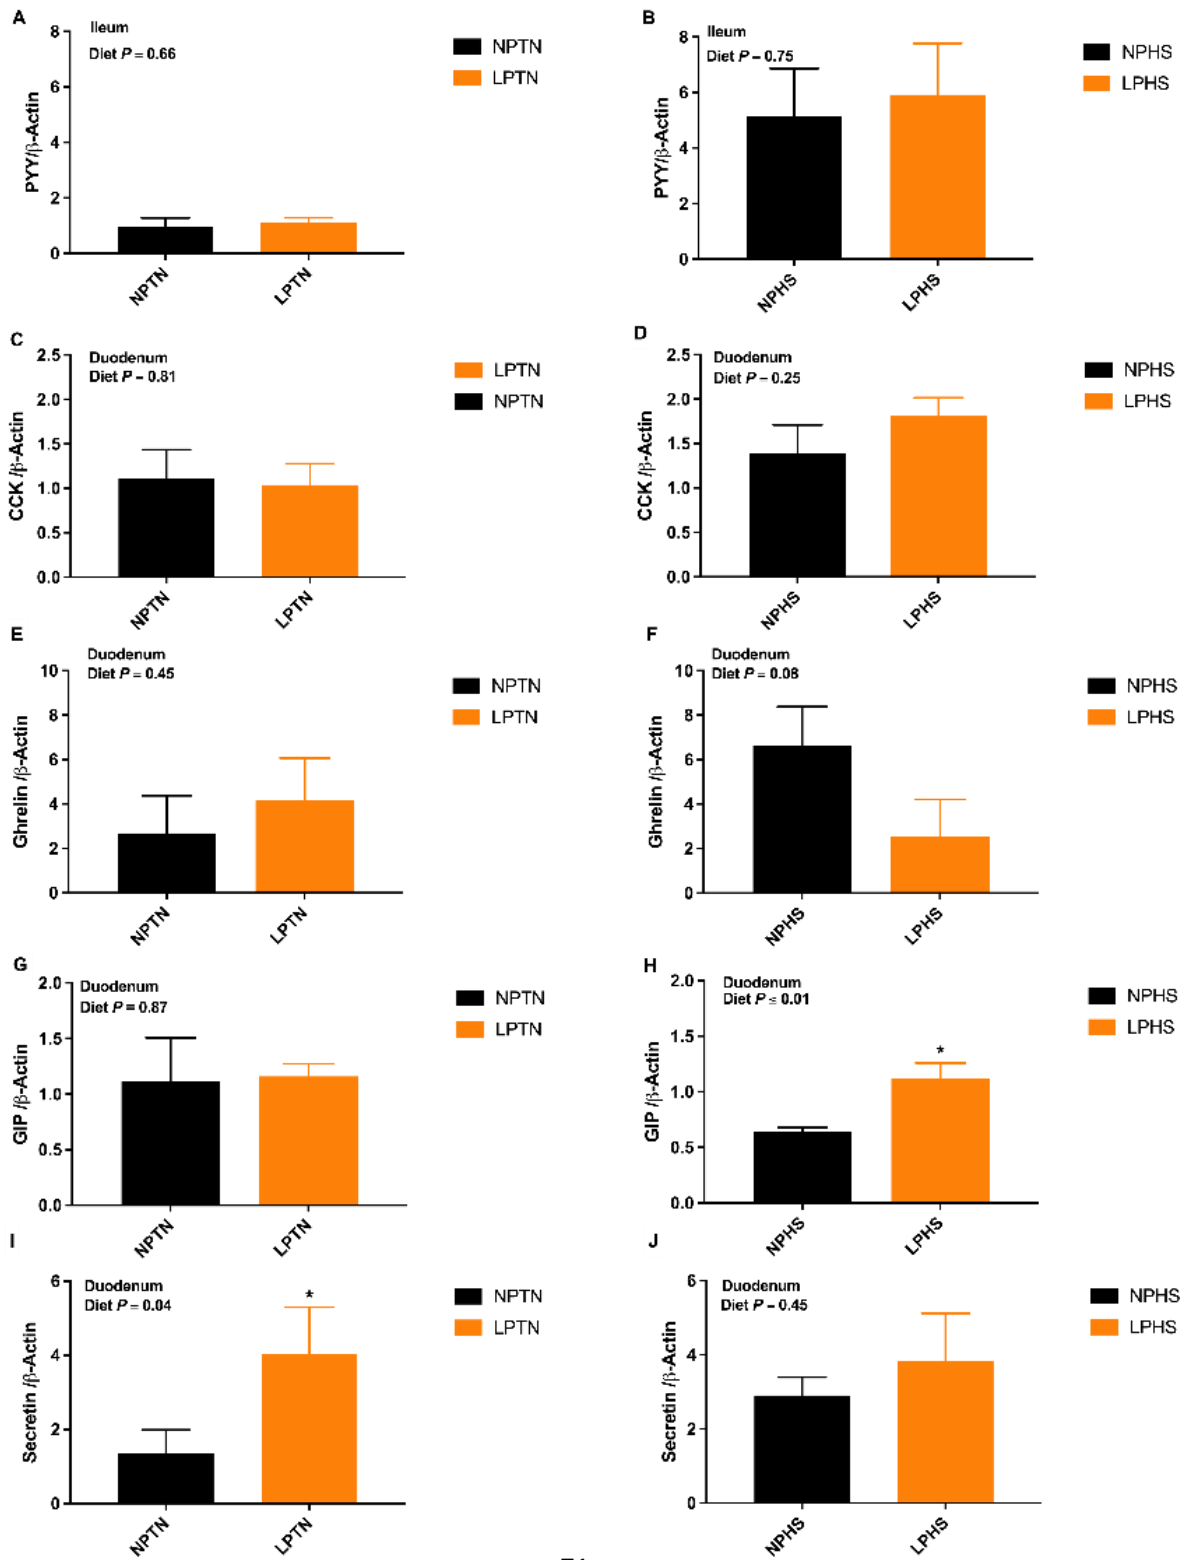 A
Ileum
Diet P = 0.66
PYY/β-Actin
8
6
4
2
0
NPTN
LPTN
NPTN
LPTN
B
Ileum
Diet P – 0.75
PYY/β-Actin
8
6
4
2
0
NPHS
LPHS
NPHS
LPHS
C
Duodenum
Diet P – 0.81
CCK /β-Actin
2.5
2.0
1.5
1.0
0.5
0.0
NPTN
LPTN
LPTN
NPTN
D
Duodenum
Diet P – 0.25
CCK /β-Actin
2.5
2.0
1.5
1.0
0.5
0.0
NPHS
LPHS
NPHS
LPHS
E
Duodenum
Diet P = 0.45
Ghrelin /β-Actin
10
8
6
4
2
0
NPTN
LPTN
NPTN
LPTN
F
Duodenum
Diet P = 0.08
Ghrelin /β-Actin
10
8
6
4
2
0
NPHS
LPHS
NPHS
LPHS
G
Duodenum
Diet P = 0.87
GIP /β-Actin
2.0
1.5
1.0
0.5
0.0
NPTN
LPTN
NPTN
LPTN
H
Duodenum
Diet P ≤ 0.01
GIP /β-Actin
2.0
1.5
1.0
0.5
0.0
*
NPHS
LPHS
NPHS
LPHS
I
Duodenum
Diet P = 0.04
Secretin /β-Actin
6
4
2
0
*
NPTN
LPTN
NPTN
LPTN
J
Duodenum
Diet P – 0.45
Secretin /β-Actin
6
4
2
0
NPHS
LPHS
NPHS
LPHS